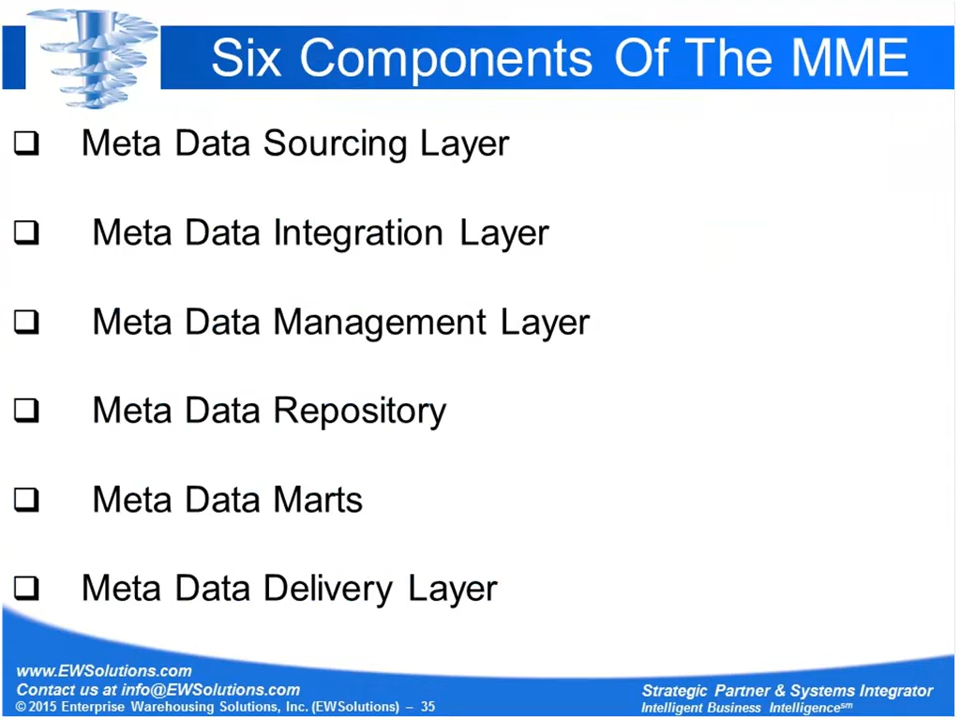 Six Components Of The MME
Meta Data Sourcing Layer
Meta Data Integration Layer
Meta Data Management Layer
Meta Data Repository
Meta Data Marts
Meta Data Delivery Layer
www.EWSolutions.com
Contact us at info@EWSolutions.com
© 2015 Enterprise Warehousing Solutions, Inc. (EWSolutions) – 35
Strategic Partner & Systems Integrator
Intelligent Business Intelligence℠